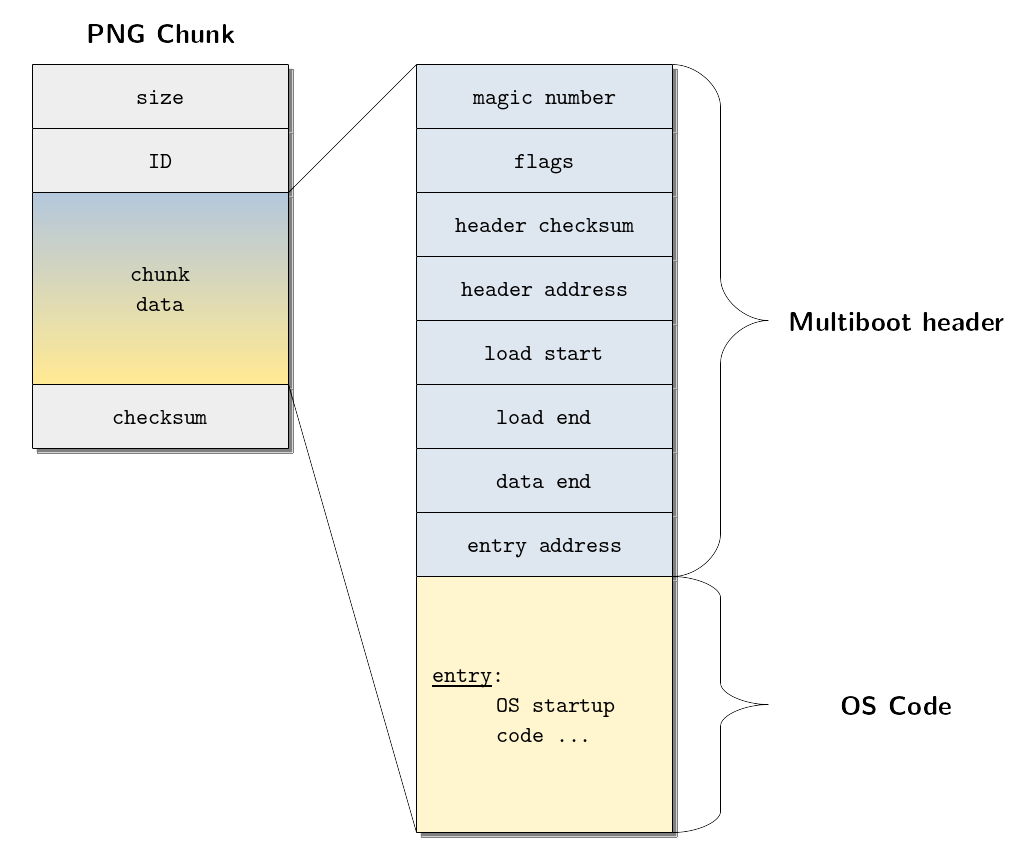 PNG Chunk
size
ID
chunk
data
checksum
magic number
flags
header checksum
header address
load start
load end
data end
entry address
entry:
OS startup
code ...
Multiboot header
OS Code